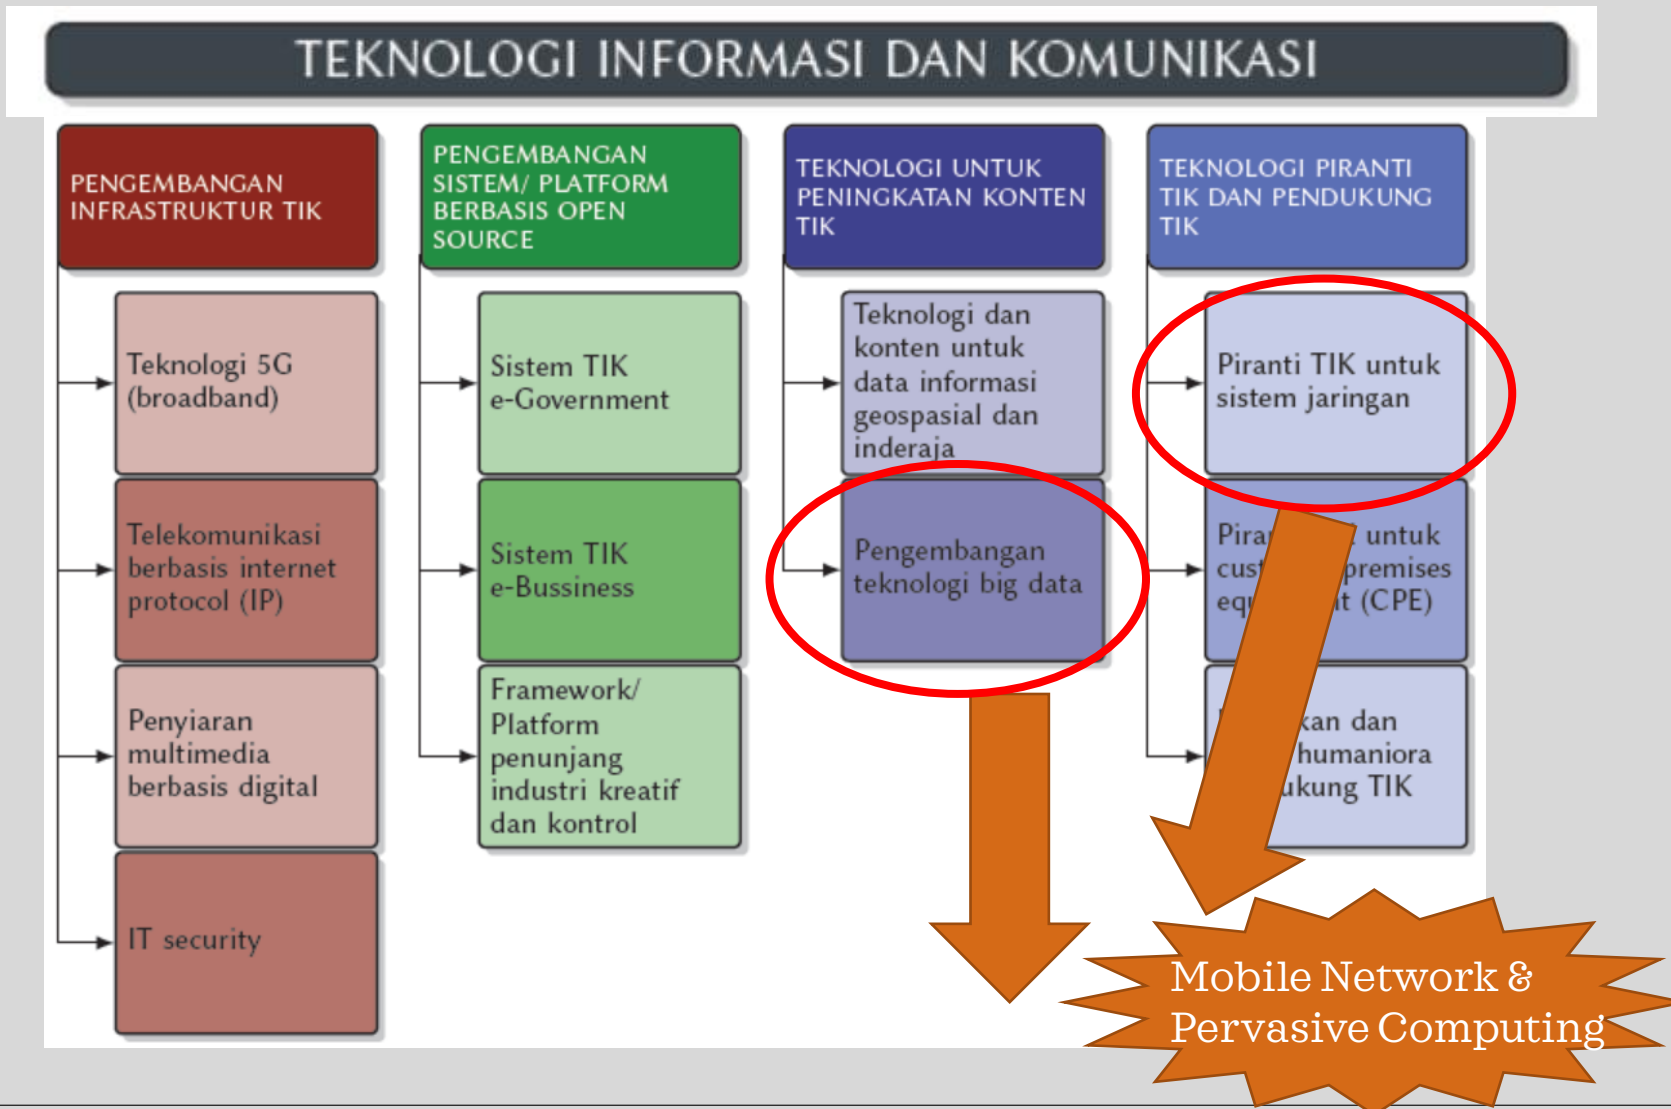 TEKNOLOGI INFORMASI DAN KOMUNIKASI
PENGEMBANGAN
INFRASTRUKTUR TIK
Teknologi 5G
(broadband)
Telekomunikasi
berbasis internet
protocol (IP)
Penyiaran
multimedia
berbasis digital
IT security
PENGEMBANGAN
SISTEM/ PLATFORM
BERBASIS OPEN
SOURCE
Sistem TIK
e-Government
Sistem TIK
e-Bussiness
Framework/
Platform
penunjang
industri kreatif
dan kontrol
TEKNOLOGI UNTUK
PENINGKATAN KONTEN
TIK
Teknologi dan
konten untuk
data informasi
geospasial dan
inderaja
Pengembangan
teknologi big data
TEKNOLOGI PIRANTI
TIK DAN PENDUKUNG
TIK
Piranti TIK untuk
sistem jaringan
untuk
premises
(CPE)
dan
humaniora
TIK
Mobile Network &
Pervasive Computing